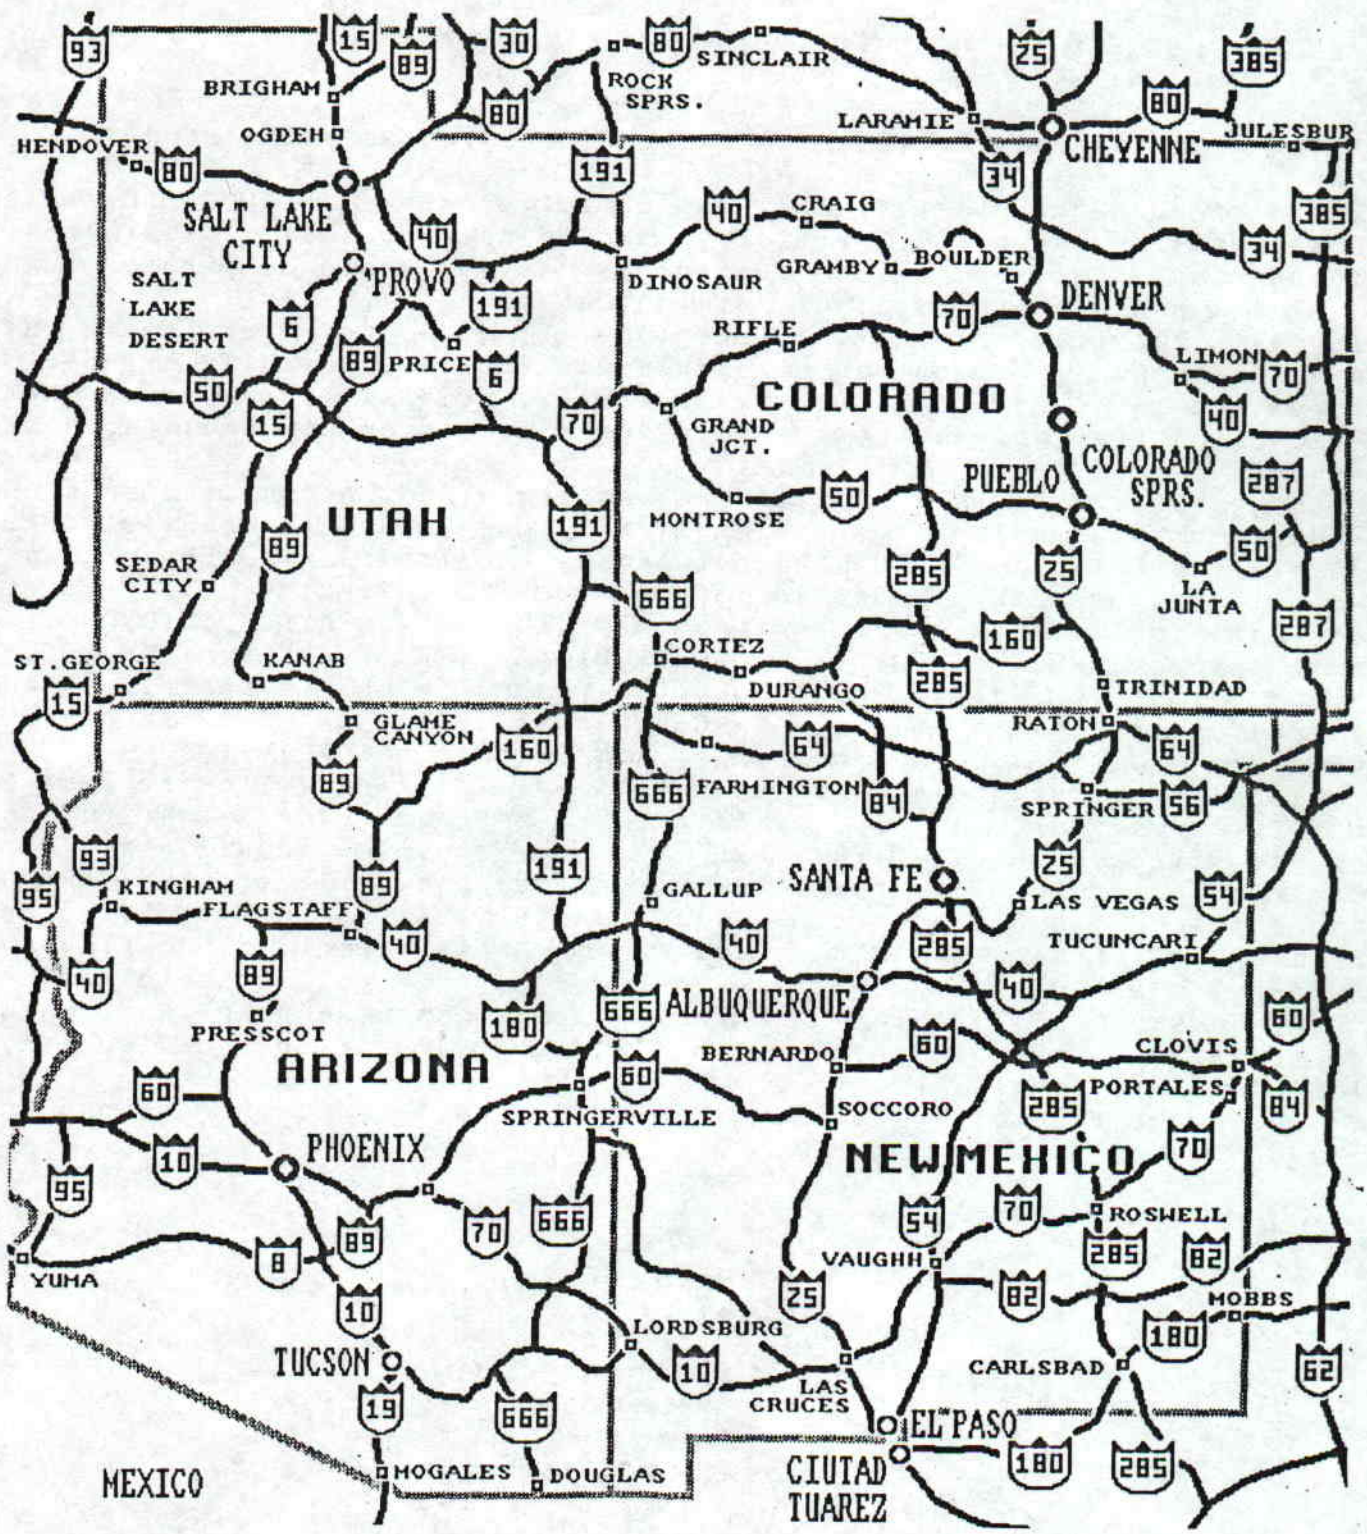 93
15
89
30
80
SINCLAIR
25
385
BRIGHAM
ROCK
SPRS.
80
80
OGDEH
LARAMIE
CHEYENNE
JULESBUR
HENDOVER
80
191
34
385
SALT LAKE
CITY
40
40
CRAIG
34
SALT
LAKE
DESERT
PROVO
191
DINOSAUR
GRAMBY
BOULDER
DENVER
6
89
PRICE
6
RIFLE
70
LIMON
70
50
15
70
GRAND
JCT.
COLORADO
40
COLORADO
SPRS.
PUEBLO
287
UTAH
191
MONTROSE
50
50
89
SEDAR
CITY
666
285
25
LA
JUNTA
287
ST.GEORGE
KANAB
CORTEZ
160
15
DURANGO
285
TRINIDAD
GLAME
CANYON
160
64
RATON
64
89
666
FARMINGTON
84
SPRINGER
56
93
95
KINGHAM
89
191
GALLUP
SANTA FE
25
LAS VEGAS
54
FLAGSTAFF
40
40
285
TUCUNCARI
40
89
180
666
ALBUQUERQUE
40
60
PRESSCOT
BERNARDO
60
CLOVIS
ARIZONA
60
60
SPRINGERVILLE
SOCCORO
285
PORTALES
84
10
PHOENIX
NEW MEXICO
70
95
89
70
666
54
70
ROSWELL
8
VAUGHH
285
82
YUMA
10
25
82
MOBBS
TUCSON
LORDSBURG
10
LAS
CRUCES
CARLSBAD
180
62
19
666
EL PASO
MEXICO
MOGALES
DOUGLAS
CIUTAD
TUAREZ
180
285